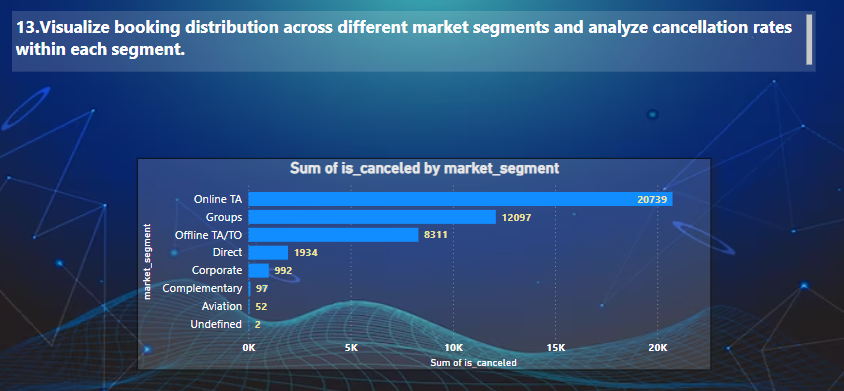 13.Visualize booking distribution across different market segments and analyze cancellation rates
within each segment.
Sum of is_canceled by market_segment
market_segment
Online TA 20739
Groups 12097
Offline TA/TO 8311
Direct 1934
Corporate 992
Complementary 97
Aviation 52
Undefined 2
0K 5K 10K 15K 20K
Sum of is_canceled